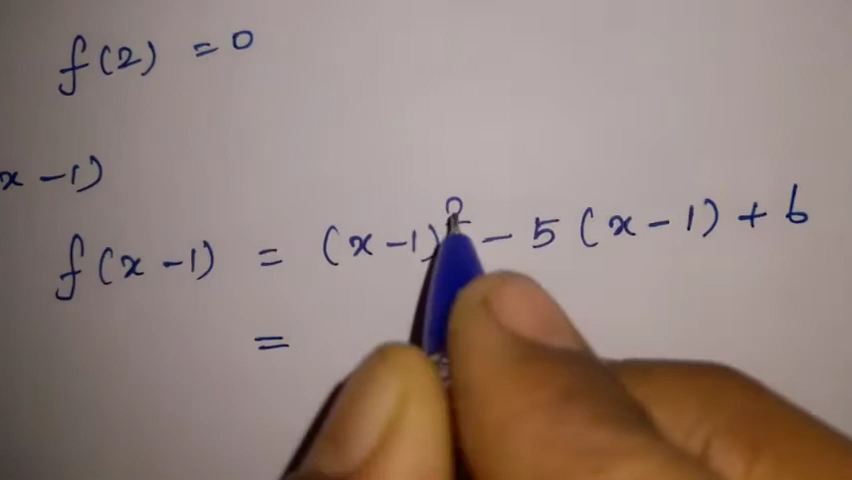 f(2) = 0
x - 1)
f(x - 1) = (x - 1)² - 5 (x - 1) + 6
=